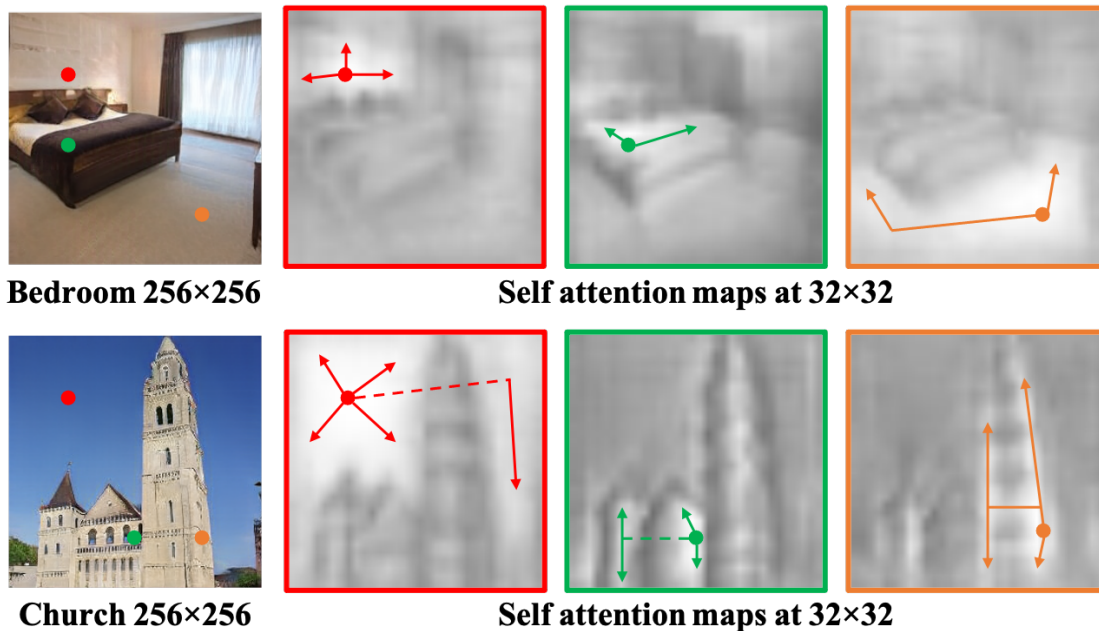 Bedroom 256×256
Self attention maps at 32×32
Church 256×256
Self attention maps at 32×32